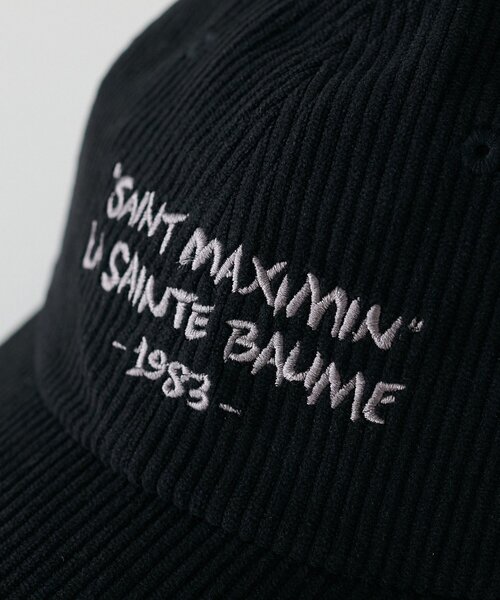 "SAINT MAXIMIN"
LA SAINTE BAUME
-1983-